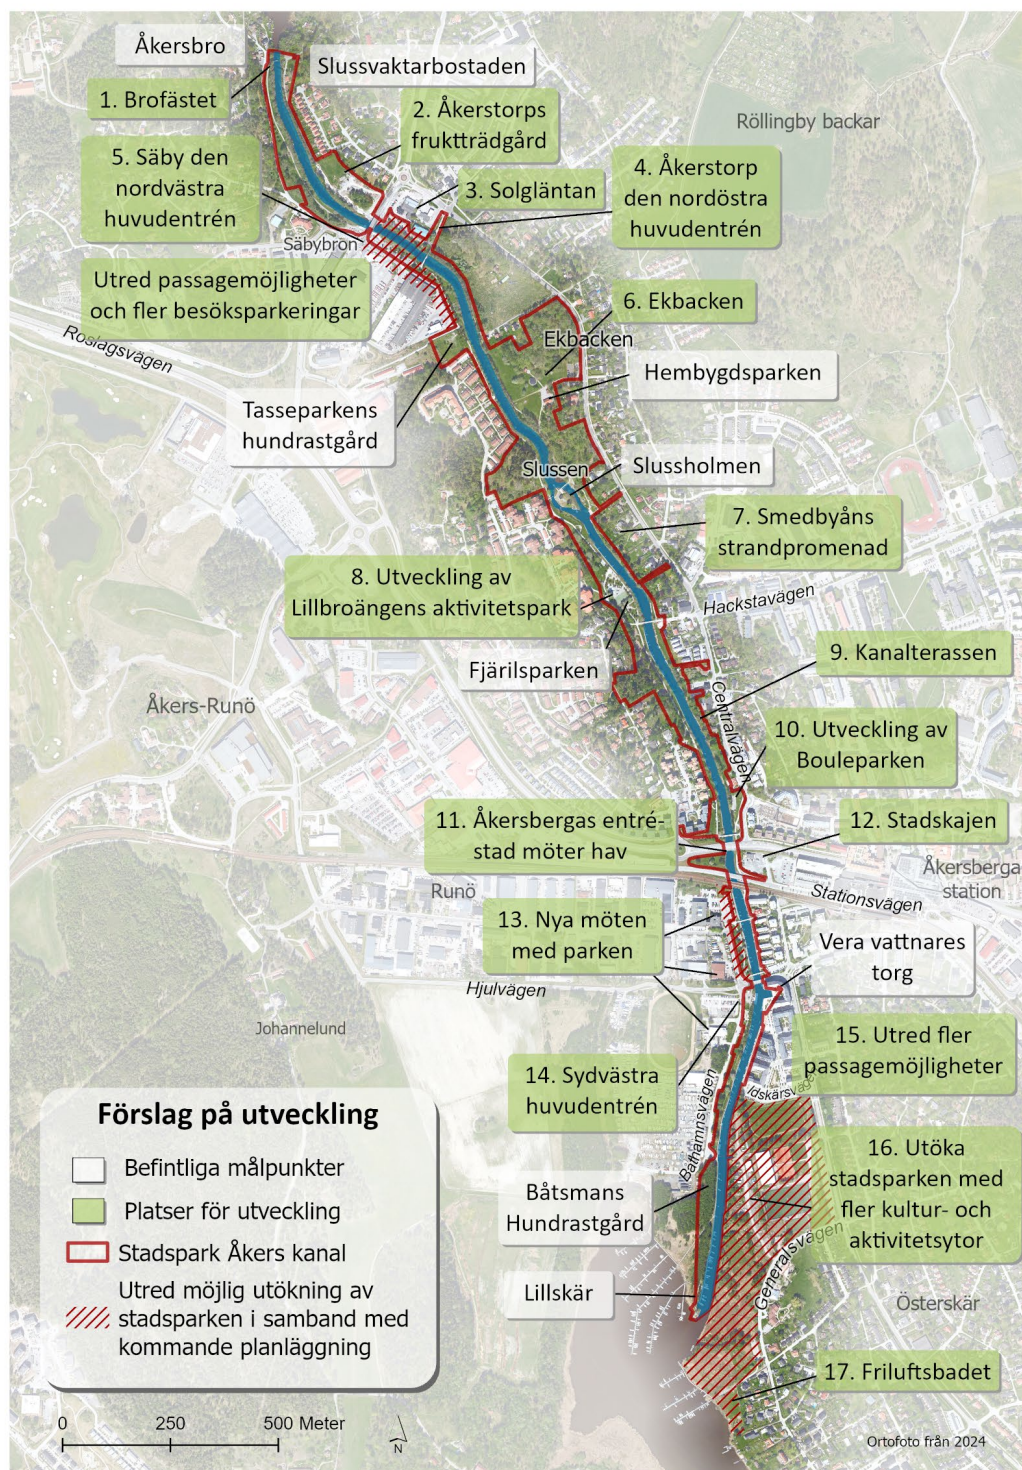 Åkersbro
Slussvaktarbostaden
1. Brofästet
2. Åkerstorps
fruktträdgård
Röllingby backar
5. Säby den
nordvästra
huvudentrén
3. Solgläntan
4. Åkerstorp
den nordöstra
huvudentrén
Säbybron
Utred passagemöjligheter
och fler besöksparkeringar
6. Ekbacken
Roslagsvägen
Ekbacken
Hembygdsparken
Tasseparkens
hundrastgård
Slussen
Slussholmen
7. Smedbyåns
strandpromenad
8. Utveckling av
Lillbroängens aktivitetspark
Hackstavägen
Fjärilsparken
9. Kanalterassen
Åkers-Runö
Centralvägen
10. Utveckling av
Bouleparken
11. Åkersbergas entré-
stad möter hav
12. Stadskajen
Åkersberga
station
Runö
Stationsvägen
13. Nya möten
med parken
Vera vattnares
torg
Hjulvägen
Johannelund
15. Utred fler
passagemöjligheter
14. Sydvästra
huvudentrén
Idskärsvägen
Båthamnsvägen
16. Utöka
stadsparken med
fler kultur- och
aktivitetsytor
Båtsmans
Hundrastgård
Generalsvägen
Lillskär
Österskär
17. Friluftsbadet
Förslag på utveckling
Befintliga målpunkter
Platser för utveckling
Stadspark Åkers kanal
Utred möjlig utökning av
stadsparken i samband med
kommande planläggning
0 250 500 Meter
N
Ortofoto från 2024